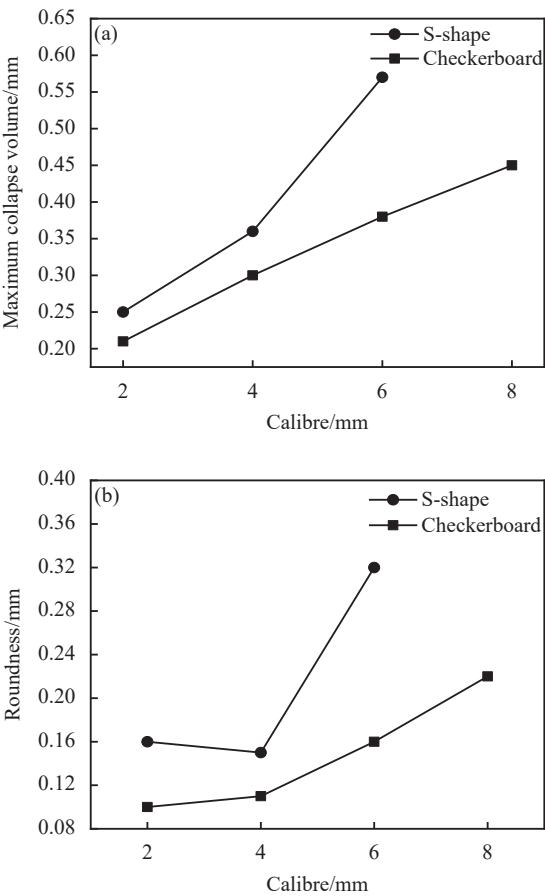 (a)
S-shape
Checkerboard
Maximum collapse volume/mm
0.65
0.60
0.55
0.50
0.45
0.40
0.35
0.30
0.25
0.20
2 4 6 8
Calibre/mm
(b)
S-shape
Checkerboard
Roundness/mm
0.40
0.36
0.32
0.28
0.24
0.20
0.16
0.12
0.08
2 4 6 8
Calibre/mm